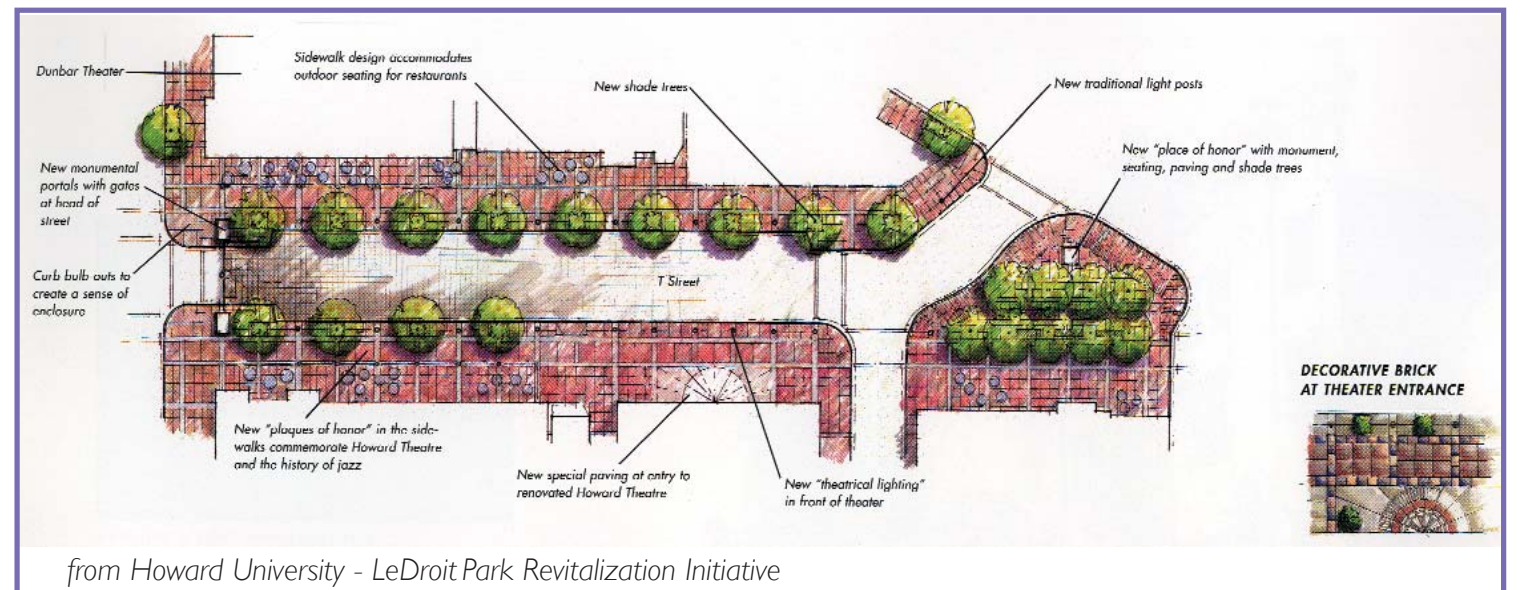 Dunbar Theater
Sidewalk design accommodates
outdoor seating for restaurants
New shade trees
New traditional light posts
New "place of honor" with monument,
seating, paving and shade trees
New monumental
portals with gates
at head of
street
Curb bulb outs to
create a sense of
enclosure
T Street
DECORATIVE BRICK
AT THEATER ENTRANCE
New "plaques of honor" in the side-
walks commemorate Howard Theatre
and the history of jazz
New special paving at entry to
renovated Howard Theatre
New "theatrical lighting"
in front of theater
from Howard University - LeDroit Park Revitalization Initiative